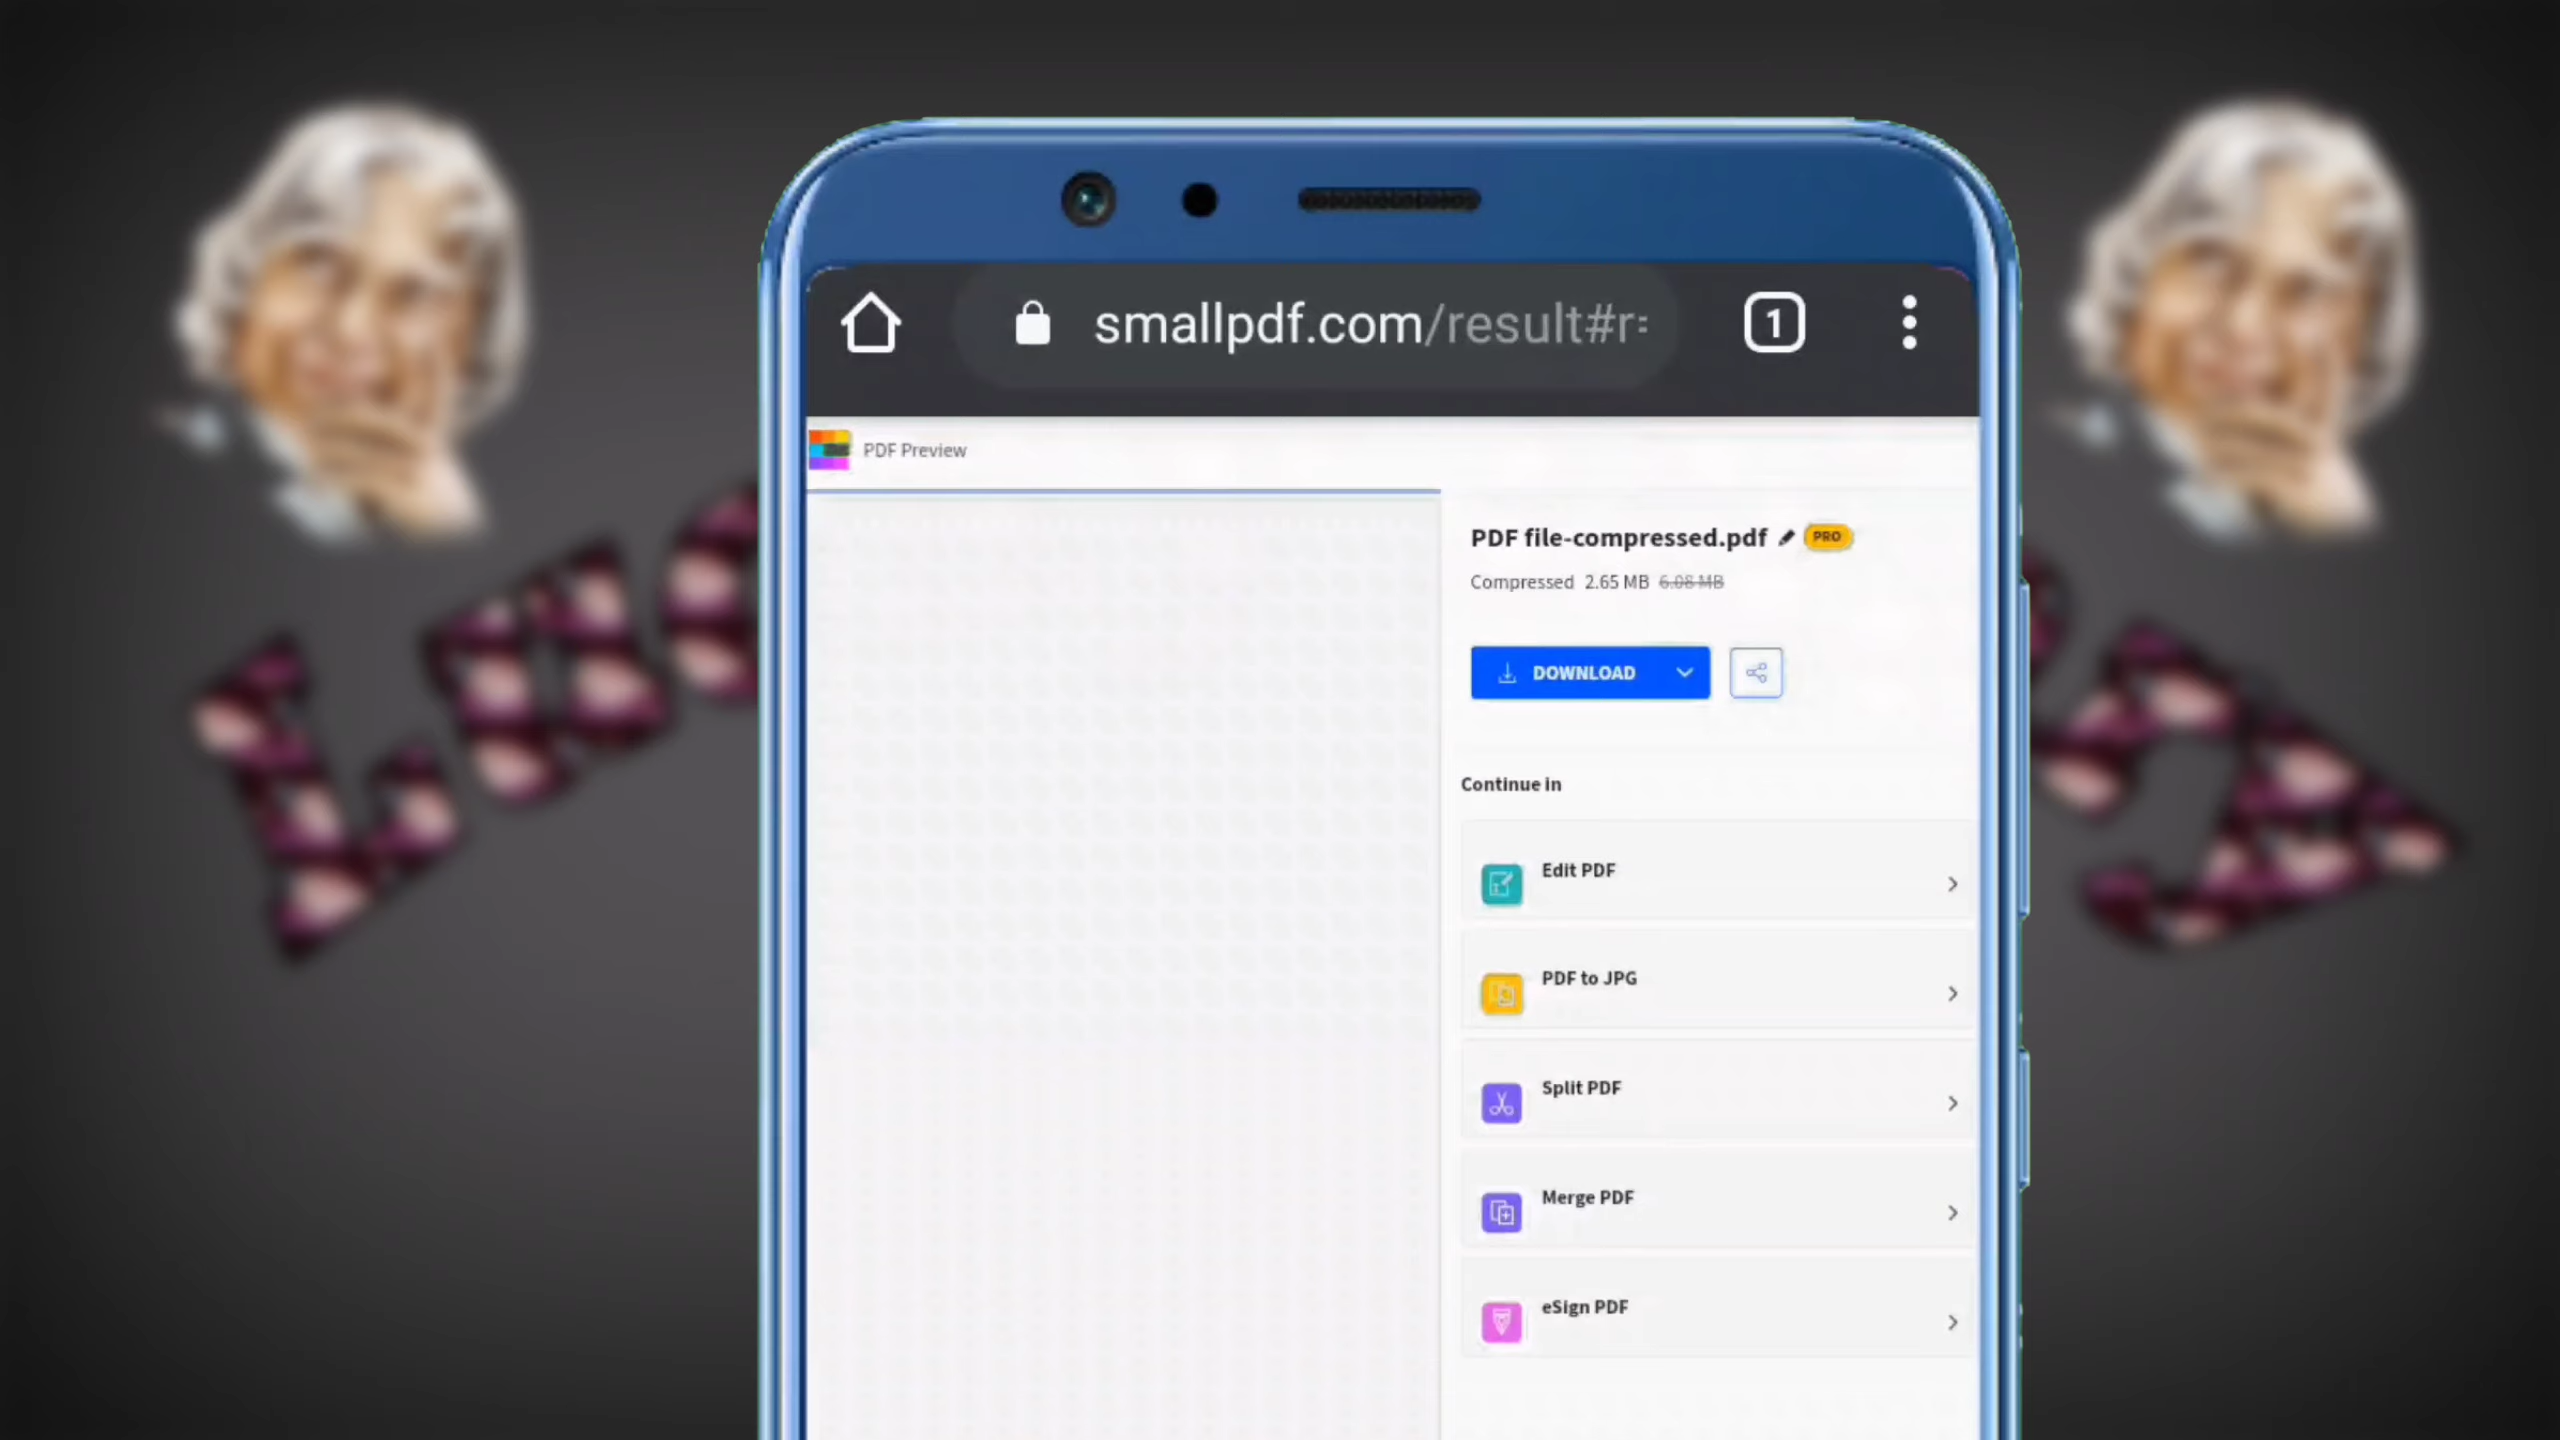 smallpdf.com/result#r=
1
PDF Preview
PDF file-compressed.pdf PRO
Compressed 2.65 MB 6.08 MB
DOWNLOAD
Continue in
Edit PDF
PDF to JPG
Split PDF
Merge PDF
eSign PDF